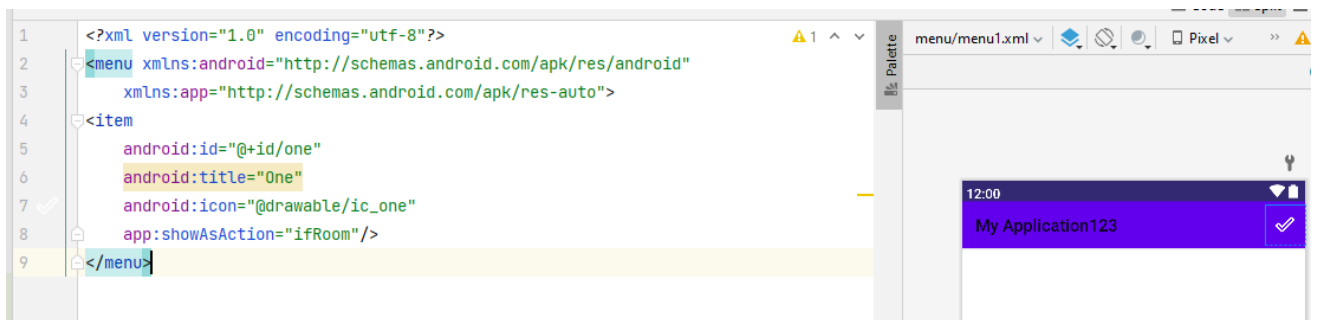 1 <?xml version="1.0" encoding="utf-8"?>
2 <menu xmlns:android="http://schemas.android.com/apk/res/android"
3 xmlns:app="http://schemas.android.com/apk/res-auto">
4 <item
5 android:id="@+id/one"
6 android:title="One"
7 android:icon="@drawable/ic_one"
8 app:showAsAction="ifRoom"/>
9 </menu>
1
Palette
menu/menu1.xml
Pixel
12:00
My Application123